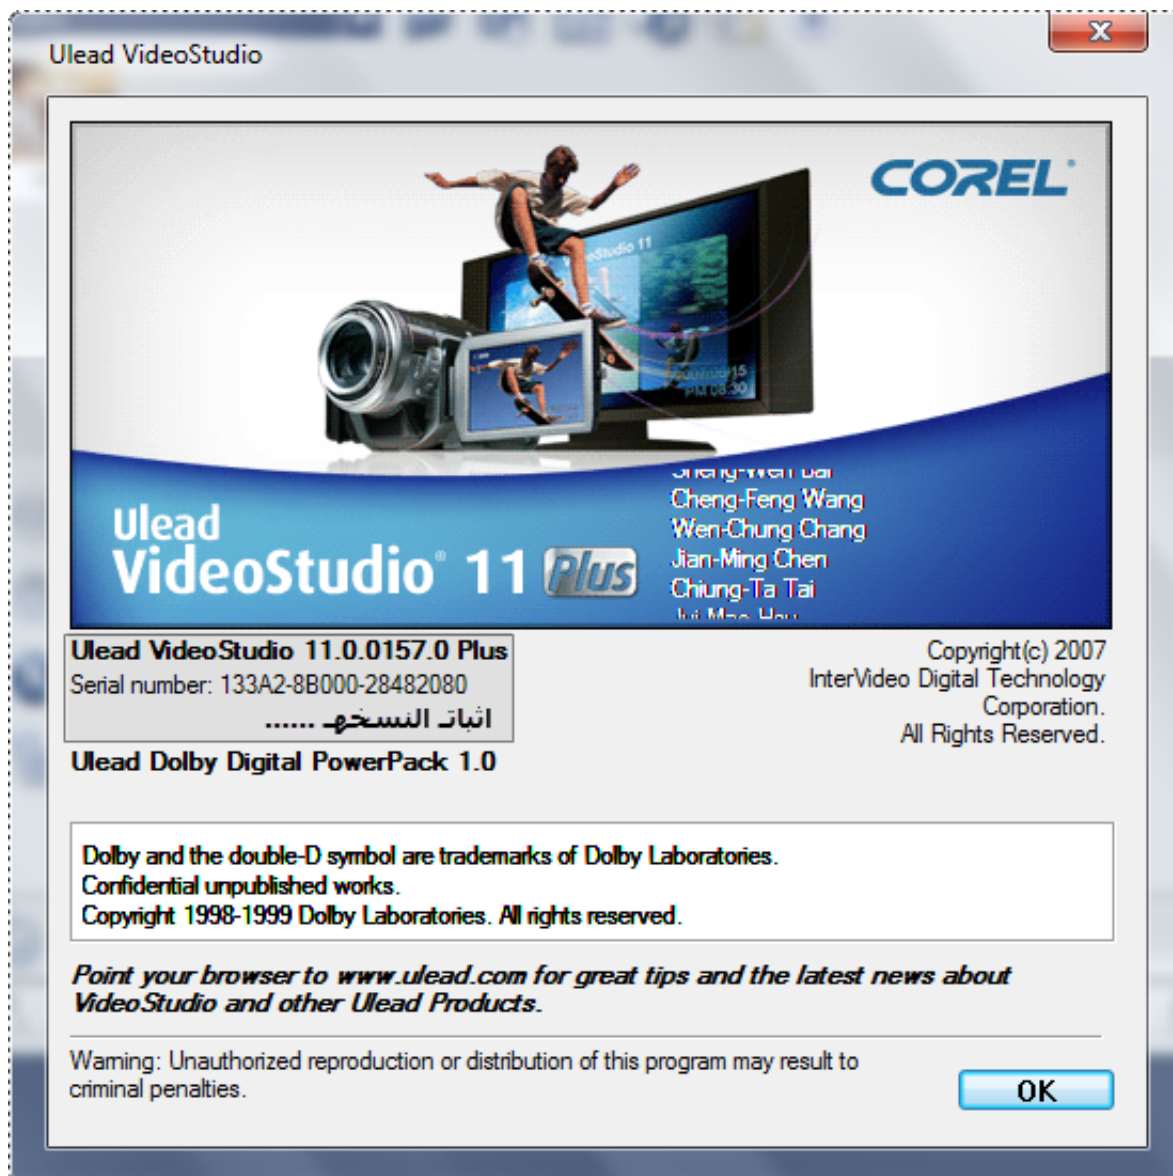 Ulead VideoStudio
COREL
VideoStudio 11
PM 08:30
Cheng-Feng Wang
Wen-Chung Chang
Jian-Ming Chen
Chiung-Ta Tai
Ulead
VideoStudio® 11 Plus
Ulead VideoStudio 11.0.0157.0 Plus
Serial number: 133A2-8B000-28482080
اثباتـ النسخهـ ......
Ulead Dolby Digital PowerPack 1.0
Copyright(c) 2007
InterVideo Digital Technology
Corporation.
All Rights Reserved.
Dolby and the double-D symbol are trademarks of Dolby Laboratories.
Confidential unpublished works.
Copyright 1998-1999 Dolby Laboratories. All rights reserved.
Point your browser to www.ulead.com for great tips and the latest news about
VideoStudio and other Ulead Products.
Warning: Unauthorized reproduction or distribution of this program may result to
criminal penalties.
OK